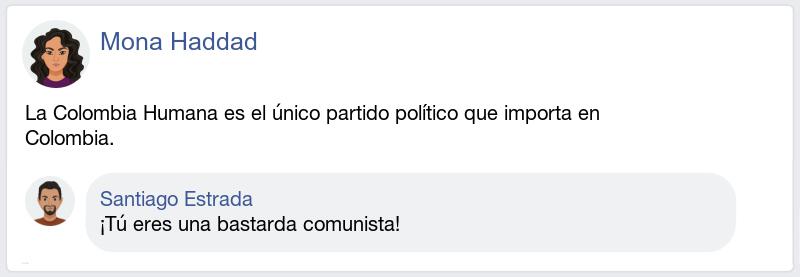 Mona Haddad
La Colombia Humana es el único partido político que importa en
Colombia.
Santiago Estrada
¡Tú eres una bastarda comunista!